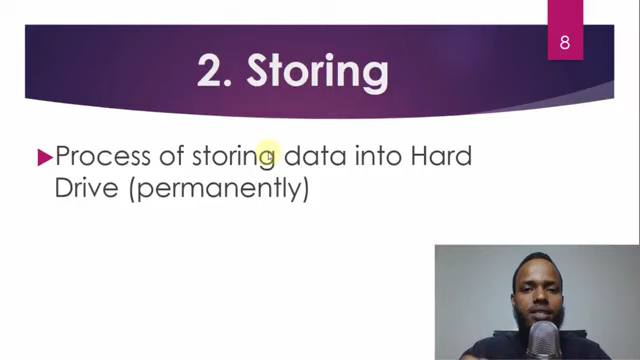 8
2. Storing
Process of storing data into Hard
Drive (permanently)